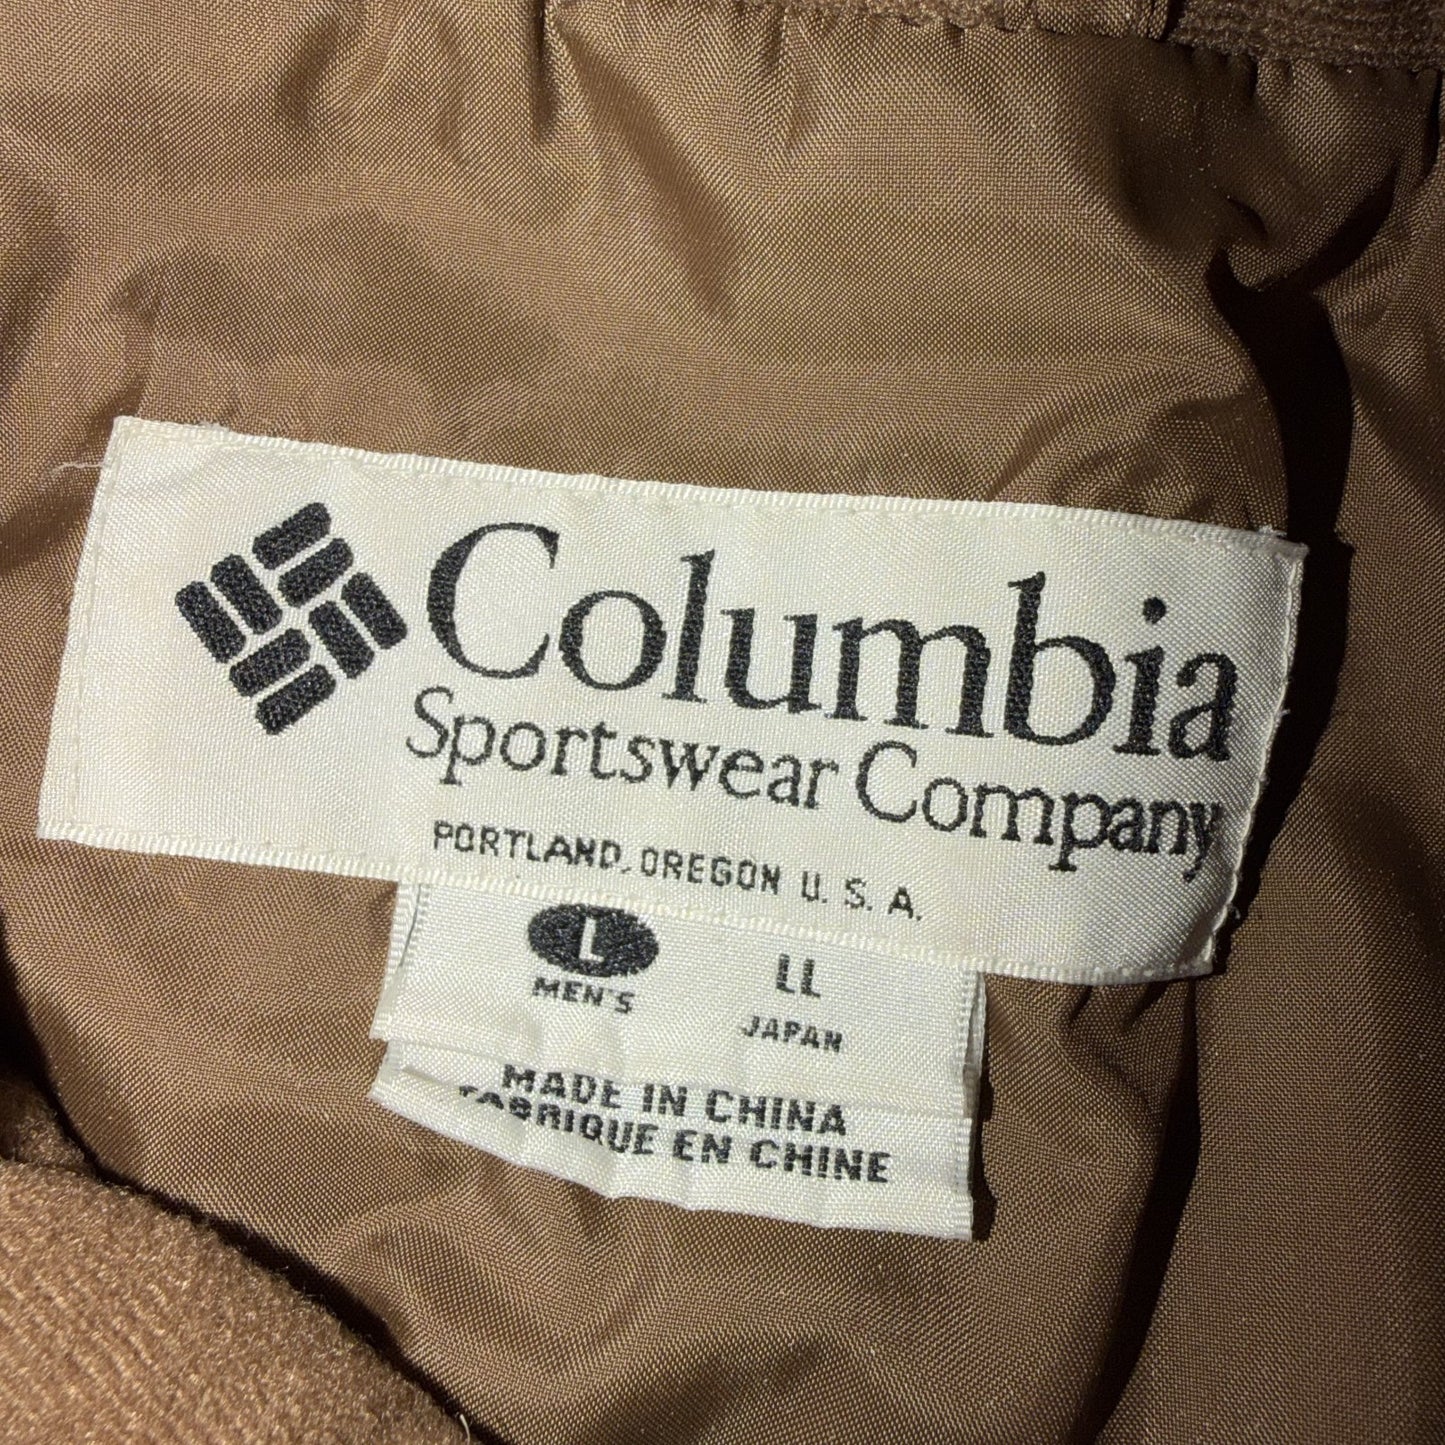 Columbia
Sportswear Company
PORTLAND, OREGON U.S.A.
L LL
MEN'S JAPAN
MADE IN CHINA
FABRIQUE EN CHINE